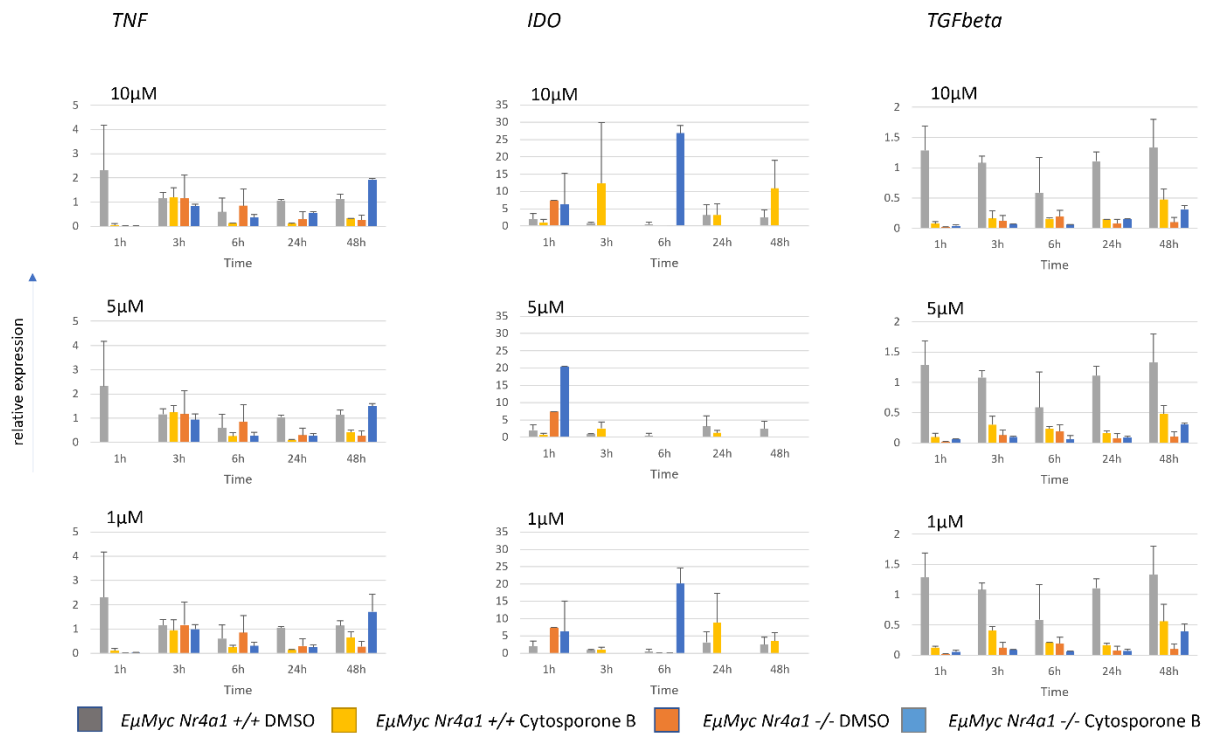 TNF
IDO
TGFbeta
10µM
5
4
3
2
1
0
1h 3h 6h 24h 48h
Time
10µM
35
30
25
20
15
10
5
0
1h 3h 6h 24h 48h
Time
10µM
2
1.5
1
0.5
0
1h 3h 6h 24h 48h
Time
relative expression
5µM
5
4
3
2
1
0
1h 3h 6h 24h 48h
Time
5µM
35
30
25
20
15
10
5
0
1h 3h 6h 24h 48h
Time
5µM
2
1.5
1
0.5
0
1h 3h 6h 24h 48h
Time
1µM
5
4
3
2
1
0
1h 3h 6h 24h 48h
Time
1µM
35
30
25
20
15
10
5
0
1h 3h 6h 24h 48h
Time
1µM
2
1.5
1
0.5
0
1h 3h 6h 24h 48h
Time
EµMyc Nr4a1 +/+ DMSO
EµMyc Nr4a1 +/+ Cytosporone B
EµMyc Nr4a1 -/- DMSO
EµMyc Nr4a1 -/- Cytosporone B